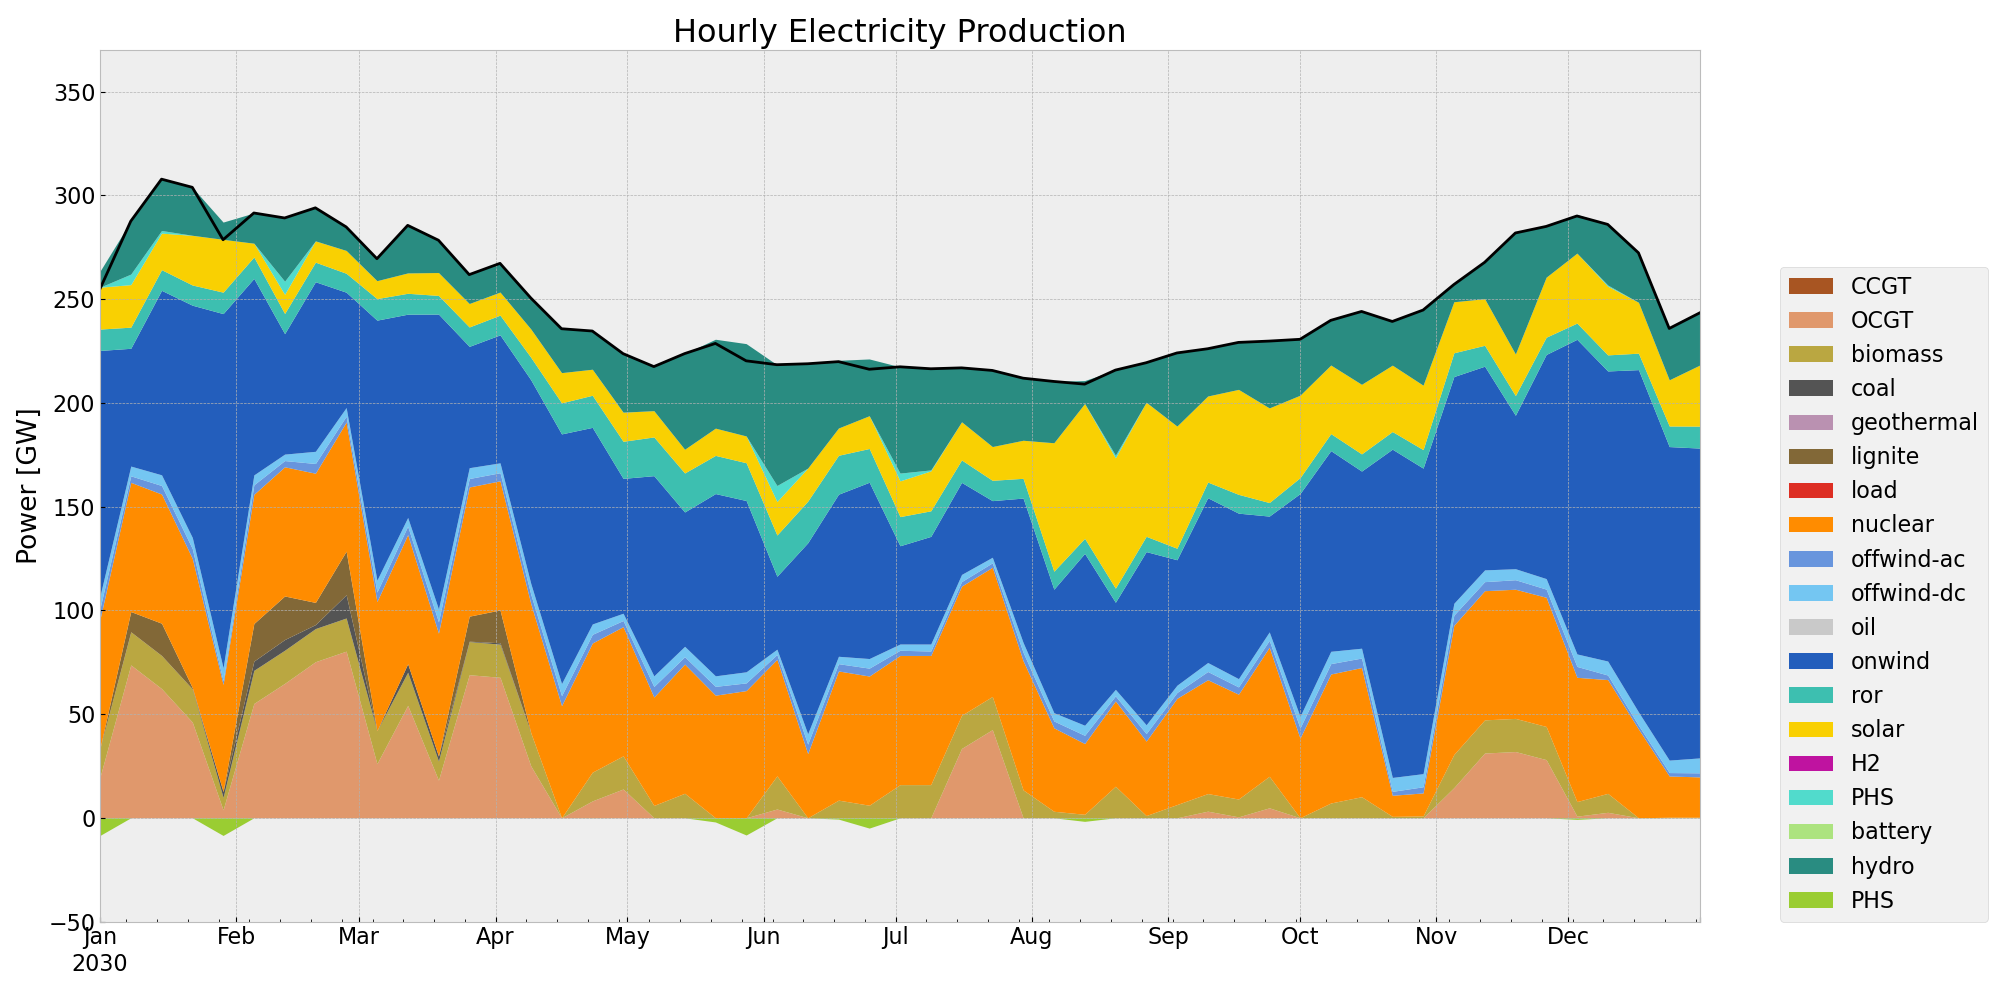 Hourly Electricity Production
Power [GW]
350
300
250
200
150
100
50
0
−50
Jan Feb Mar Apr May Jun Jul Aug Sep Oct Nov Dec
2030
CCGT
OCGT
biomass
coal
geothermal
lignite
load
nuclear
offwind-ac
offwind-dc
oil
onwind
ror
solar
H2
PHS
battery
hydro
PHS